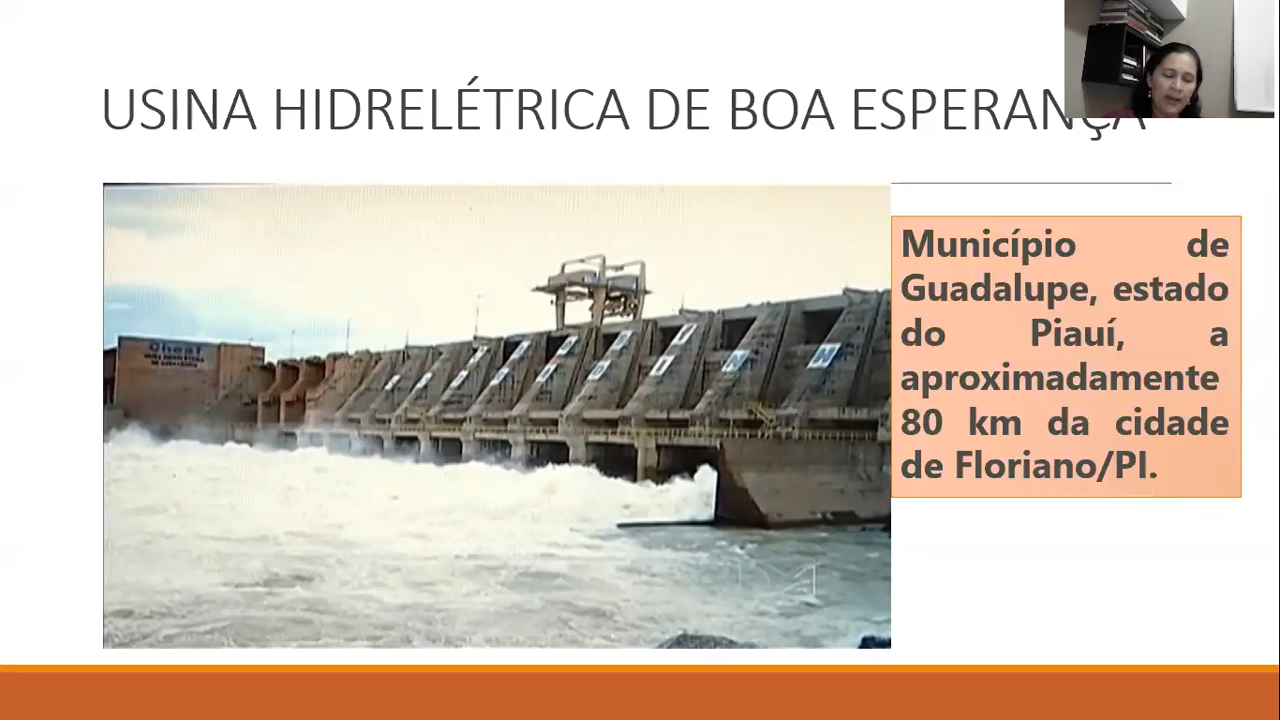 USINA HIDRELÉTRICA DE BOA ESPERANÇA
Chesf
Município de
Guadalupe, estado
do Piauí, a
aproximadamente
80 km da cidade
de Floriano/PI.